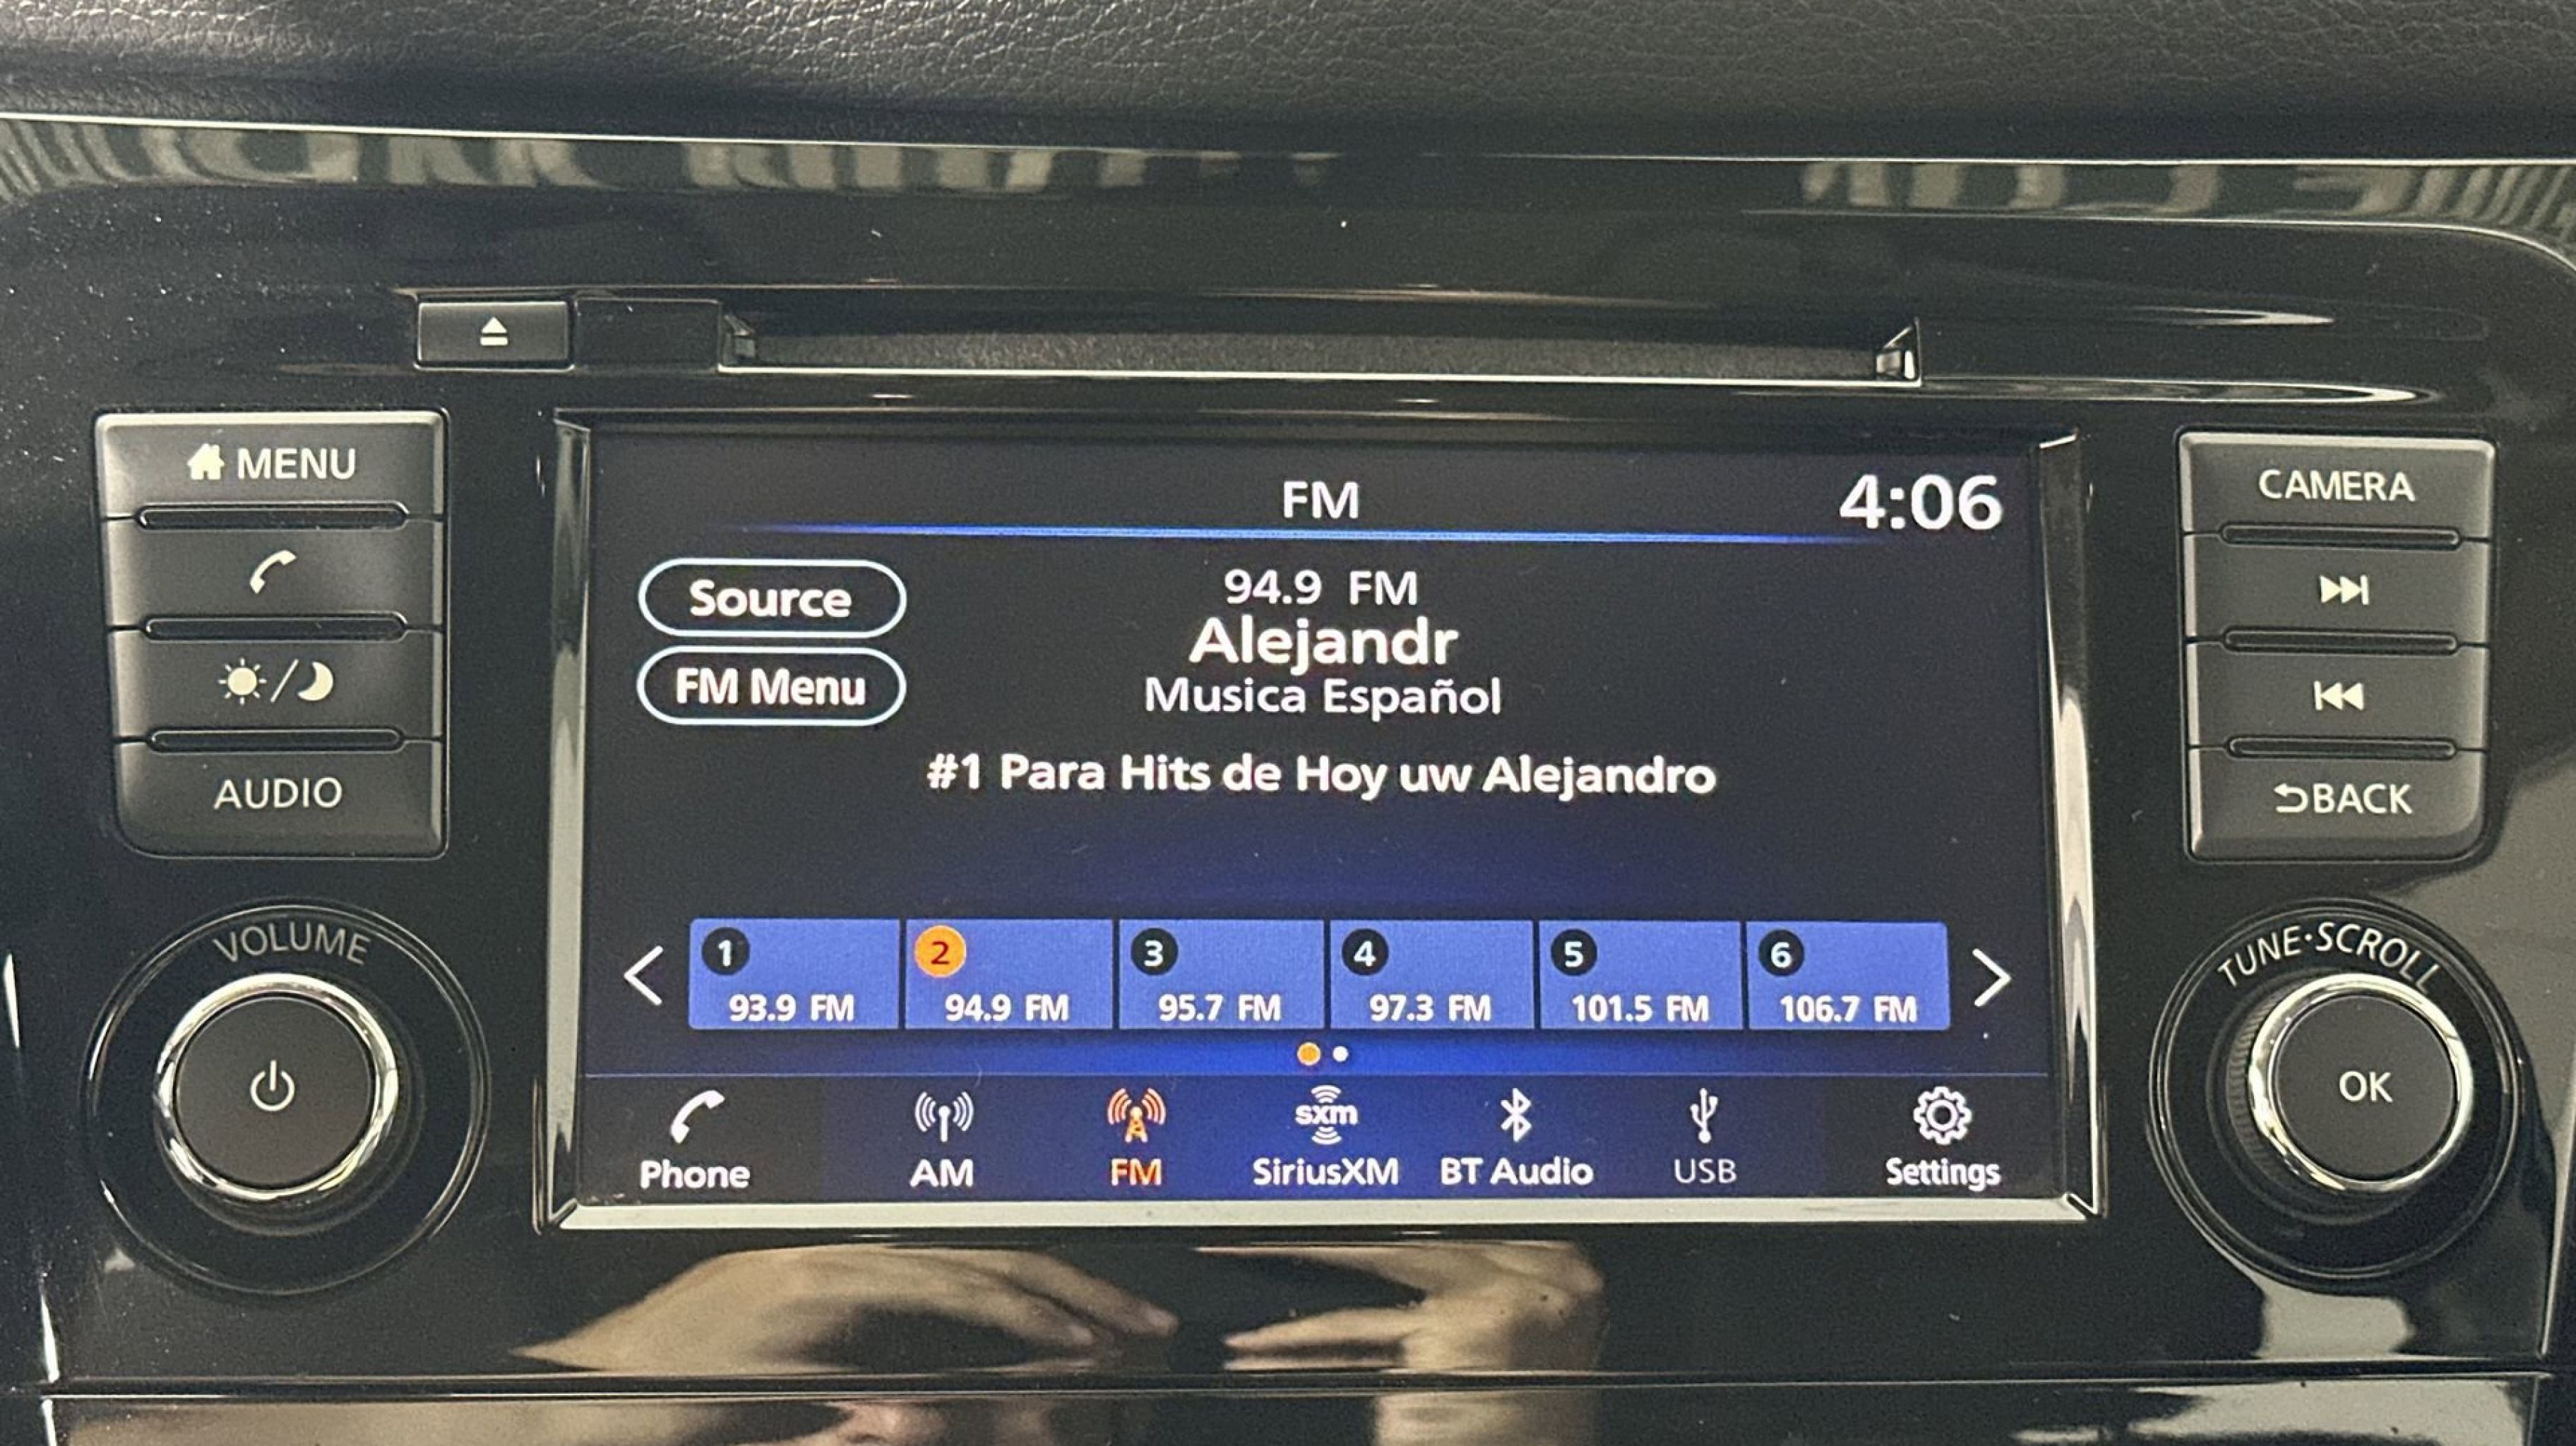 MENU
AUDIO
VOLUME
FM
4:06
Source
FM Menu
94.9 FM
Alejandr
Musica Español
#1 Para Hits de Hoy uw Alejandro
1
93.9 FM
2
94.9 FM
3
95.7 FM
4
97.3 FM
5
101.5 FM
6
106.7 FM
Phone
AM
FM
sxm
SiriusXM
BT Audio
USB
Settings
CAMERA
BACK
TUNE·SCROLL
OK